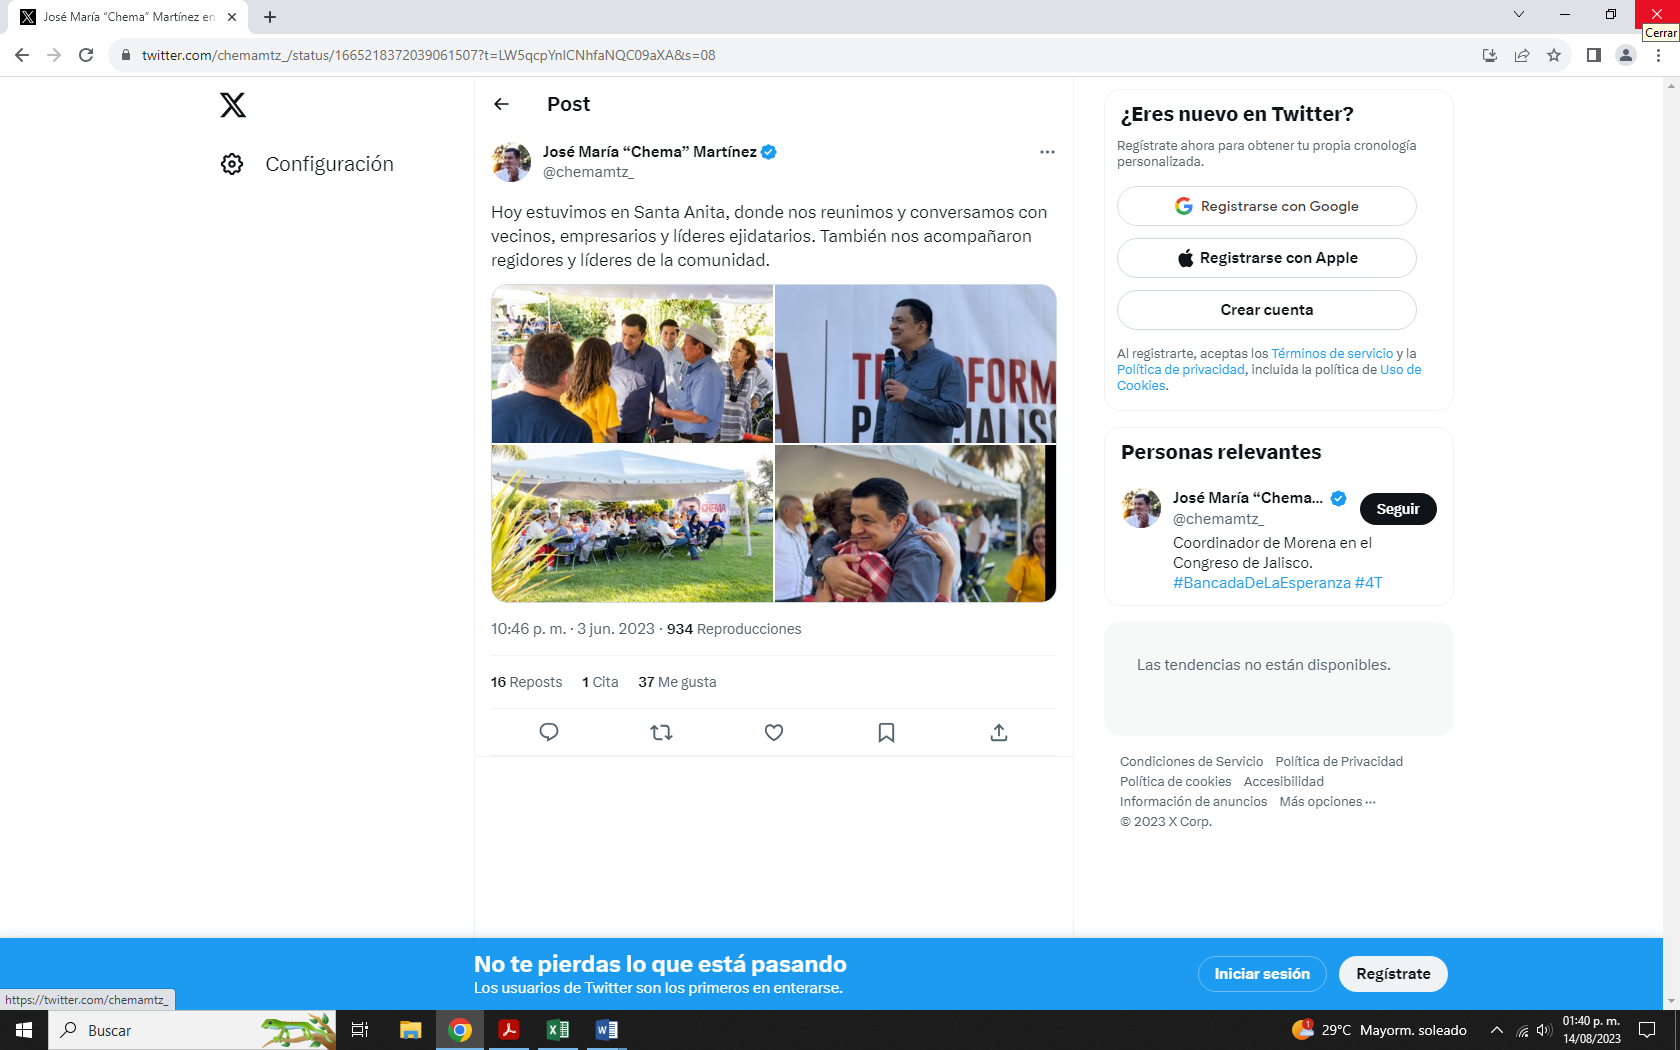 José María “Chema” Martínez en
Cerrar
twitter.com/chemamtz_/status/1665218372039061507?t=LW5qcpYnlCNhfaNQC09aXA&s=08
Configuración
Post
José María “Chema” Martínez
@chemamtz_
Hoy estuvimos en Santa Anita, donde nos reunimos y conversamos con
vecinos, empresarios y líderes ejidatarios. También nos acompañaron
regidores y líderes de la comunidad.
CHEMA
10:46 p. m. · 3 jun. 2023 · 934 Reproducciones
16 Reposts 1 Cita 37 Me gusta
¿Eres nuevo en Twitter?
Regístrate ahora para obtener tu propia cronología
personalizada.
Registrarse con Google
Registrarse con Apple
Crear cuenta
Al registrarte, aceptas los Términos de servicio y la
Política de privacidad, incluida la política de Uso de
Cookies.
Personas relevantes
José María “Chema...
@chemamtz_
Seguir
Coordinador de Morena en el
Congreso de Jalisco.
#BancadaDeLaEsperanza #4T
Las tendencias no están disponibles.
Condiciones de Servicio Política de Privacidad
Política de cookies Accesibilidad
Información de anuncios Más opciones ···
© 2023 X Corp.
No te pierdas lo que está pasando
Los usuarios de Twitter son los primeros en enterarse.
Iniciar sesión
Regístrate
https://twitter.com/chemamtz_
Buscar
1
29°C Mayorm. soleado
01:40 p. m.
14/08/2023